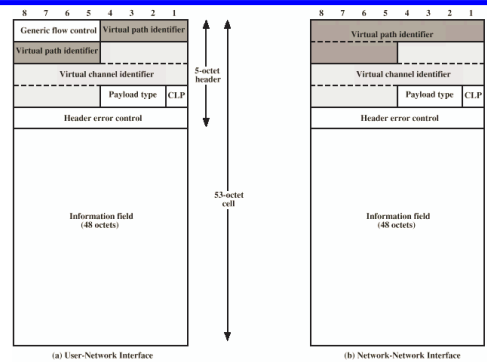 8 7 6 5 4 3 2 1
Generic flow control
Virtual path identifier
Virtual path identifier
Virtual channel identifier
Payload type
CLP
Header error control
Information field
(48 octets)
(a) User-Network Interface
5-octet
header
53-octet
cell
8 7 6 5 4 3 2 1
Virtual path identifier
Virtual channel identifier
Payload type
CLP
Header error control
Information field
(48 octets)
(b) Network-Network Interface